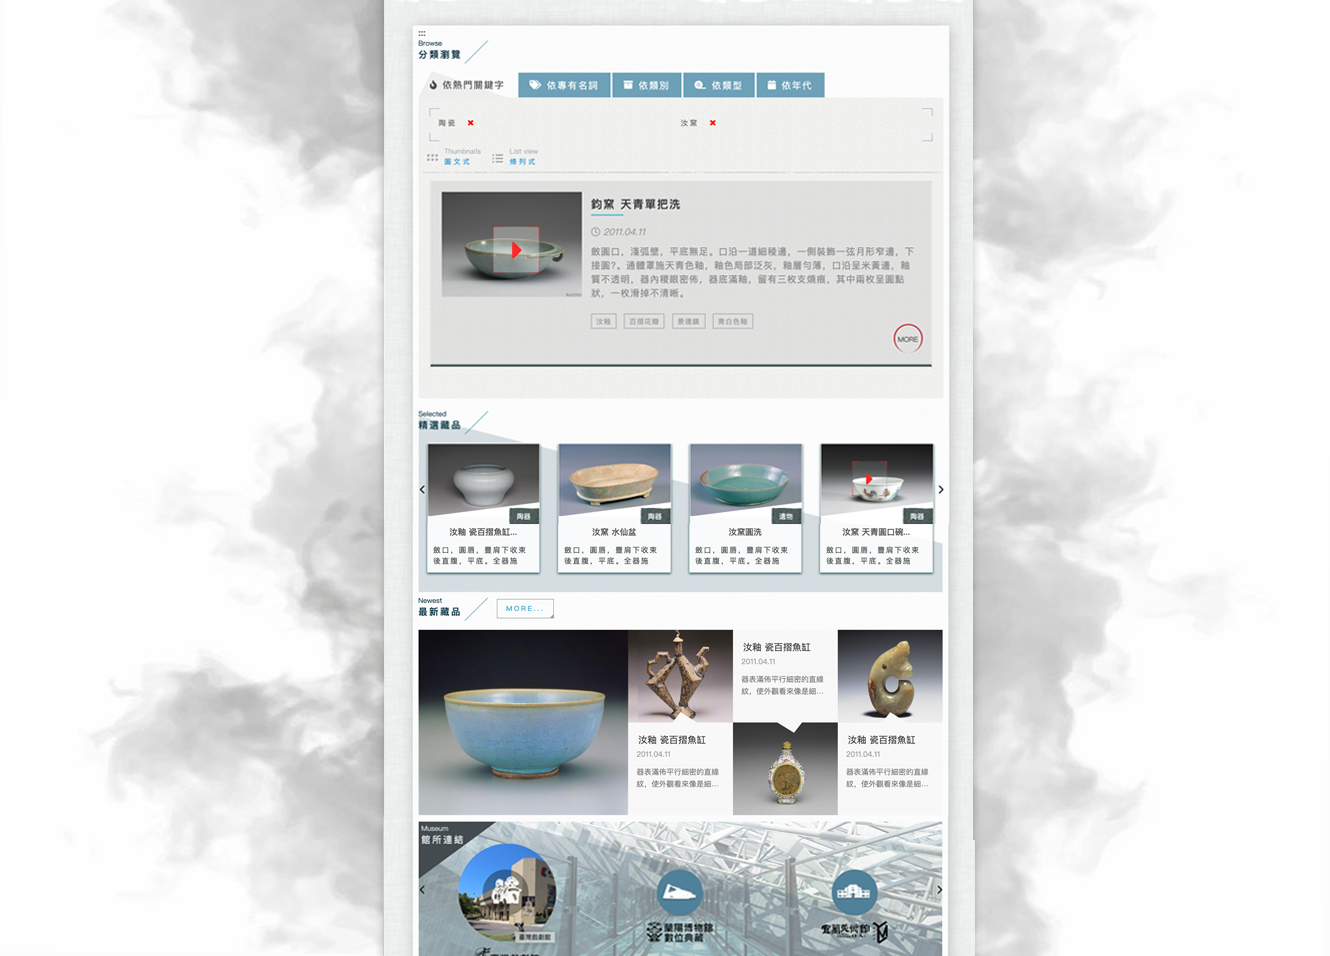 Browse
分類瀏覽
依熱門關鍵字
依專有名詞
依類別
依類型
依年代
陶瓷
汝窯
Thumbnails
圖文式
List view
條列式
鈞窯 天青單把洗
2011.04.11
斂圓口，淺弧壁，平底無足。口沿一道細稜邊，一側裝飾一弦月形窄邊，下
接圓?。通體罩施天青色釉，釉色局部泛灰，釉層勻薄，口沿呈米黃邊，釉
質不透明，器內稷眼密佈，器底滿釉，留有三枚支燒痕，其中兩枚呈圓點
狀，一枚滑掉不清晰。
汝釉
百摺花瓣
景德鎮
青白色釉
MORE
Selected
精選藏品
陶器
陶器
遺物
陶器
汝釉 瓷百摺魚缸...
汝窯 水仙盆
汝窯圓洗
汝窯 天青圓口碗...
斂口，圓唇，豐肩下收束
後直腹，平底。全器施
斂口，圓唇，豐肩下收束
後直腹，平底。全器施
斂口，圓唇，豐肩下收束
後直腹，平底。全器施
斂口，圓唇，豐肩下收束
後直腹，平底。全器施
Newest
最新藏品
MORE...
汝釉 瓷百摺魚缸
2011.04.11
器表滿佈平行細密的直線
紋，使外觀看來像是細...
汝釉 瓷百摺魚缸
2011.04.11
器表滿佈平行細密的直線
紋，使外觀看來像是細...
汝釉 瓷百摺魚缸
2011.04.11
器表滿佈平行細密的直線
紋，使外觀看來像是細...
Museum
館所連結
臺灣戲劇館
蘭陽博物館
數位典藏
宜蘭美術館